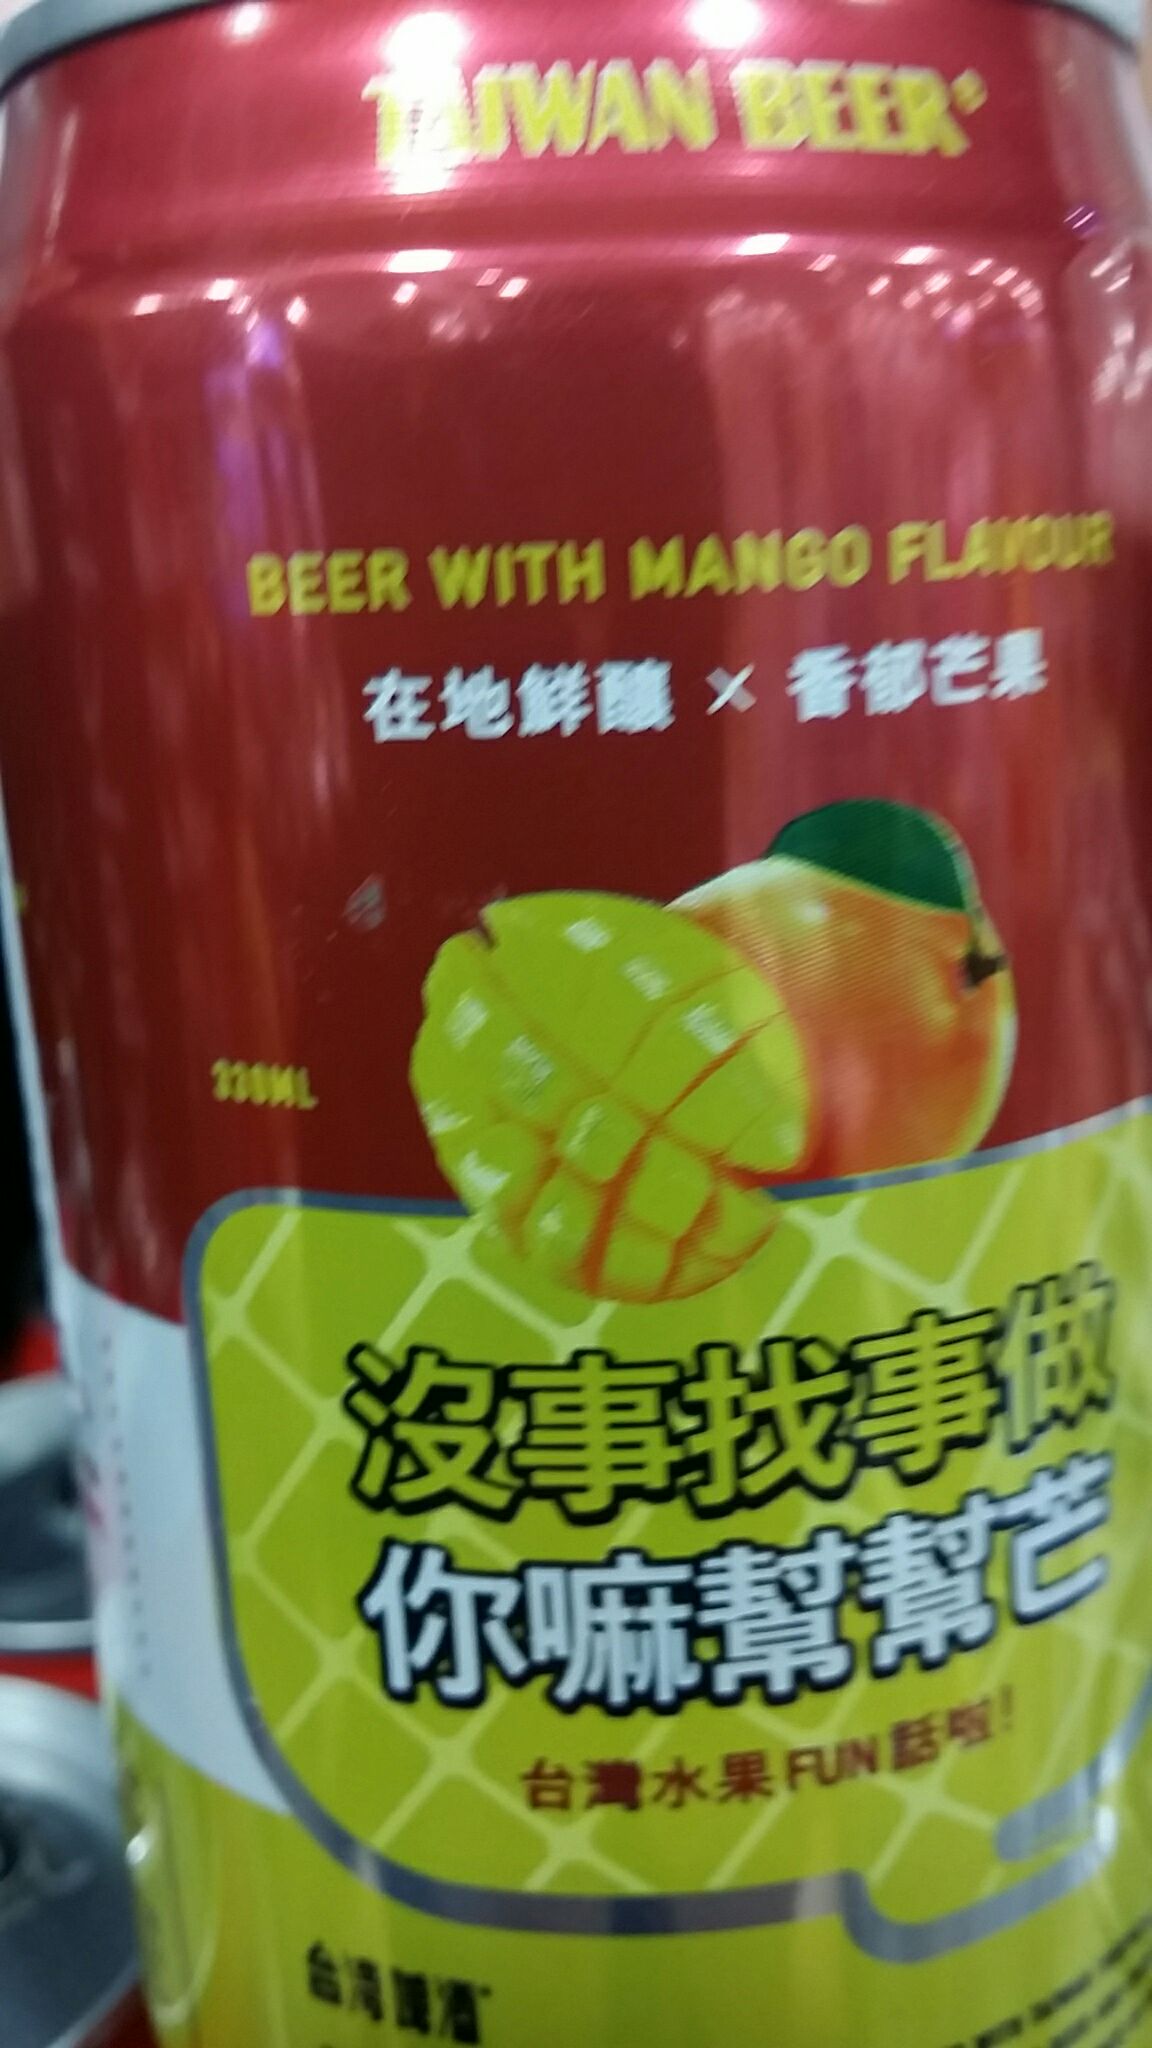 TAIWAN BEER
BEER WITH MANGO FLAVOUR
在地鮮釀 × 香郁芒果
330ML
沒事找事做
你嘛幫幫芒
台灣水果FUN話啦!
台灣啤酒